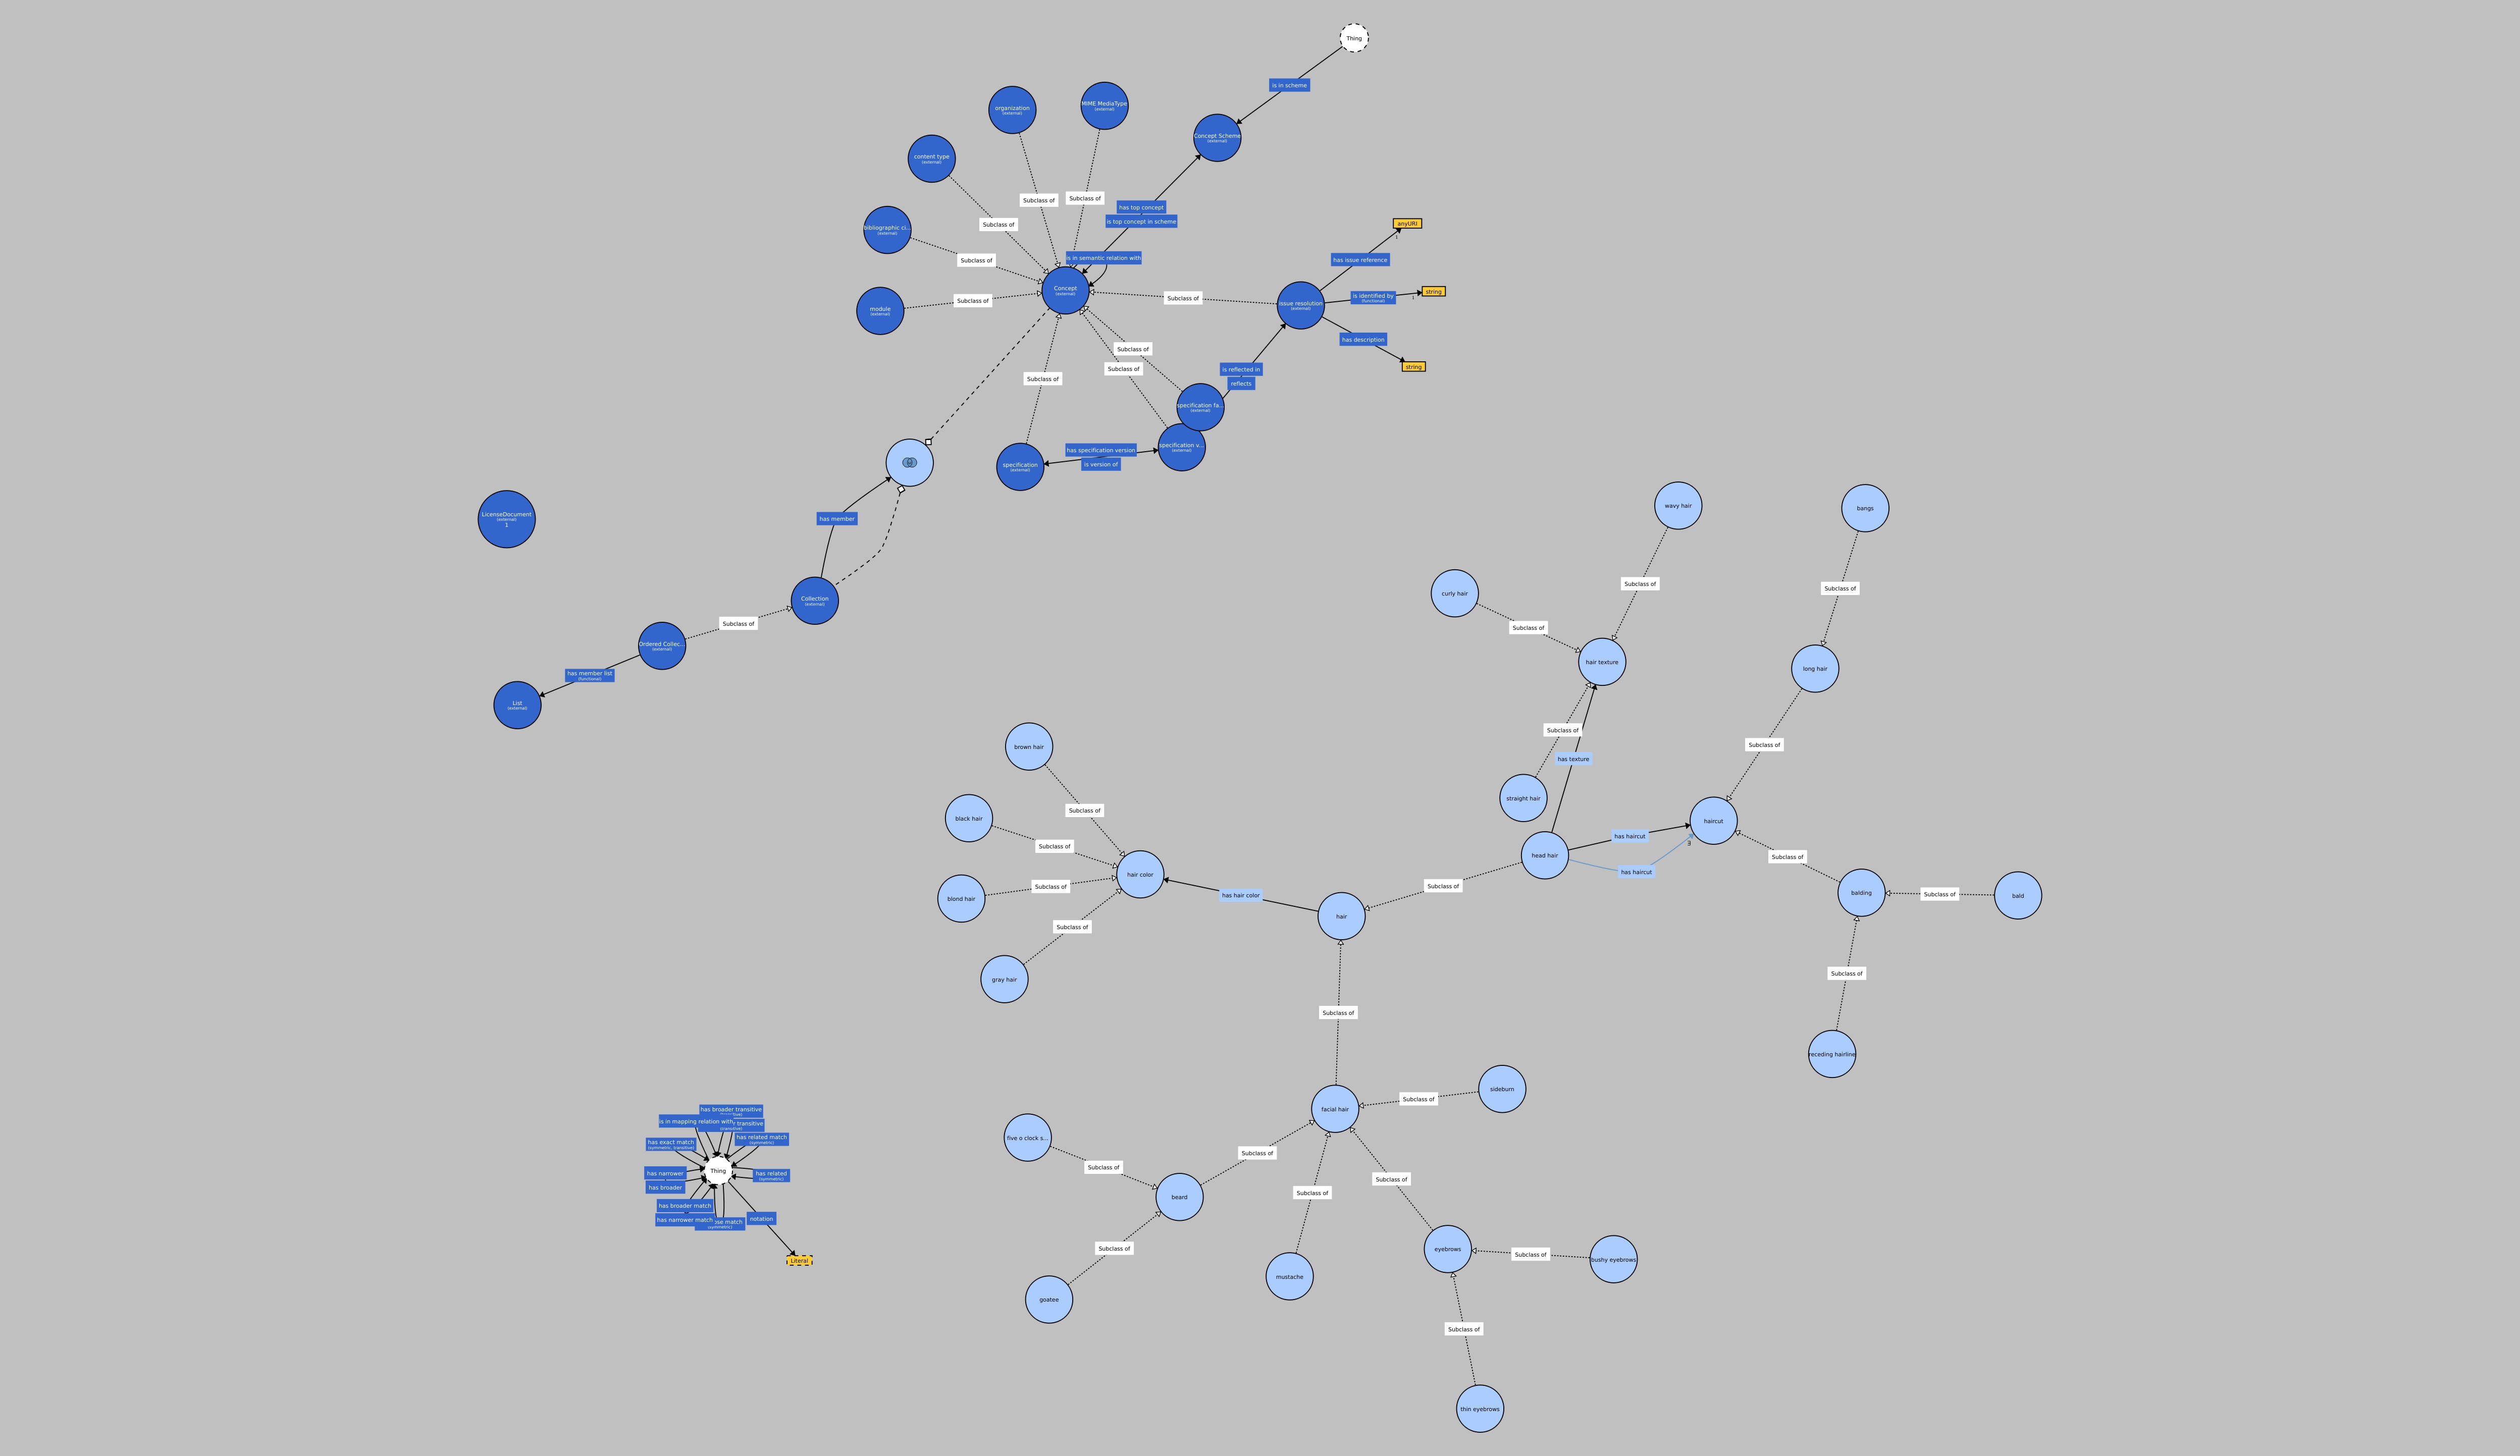 Thing
is in scheme
MIME MediaType
(external)
organization
(external)
Concept Scheme
(external)
content type
(external)
Subclass of
Subclass of
has top concept
is top concept in scheme
Subclass of
bibliographic ci...
(external)
anyURI
1
Subclass of
is in semantic relation with
has issue reference
Concept
(external)
Subclass of
Subclass of
module
(external)
issue resolution
(external)
is identified by
(functional)
1
string
has description
string
Subclass of
Subclass of
Subclass of
is reflected in
reflects
specification fa...
(external)
specification v...
(external)
has specification version
is version of
specification
(external)
has member
LicenseDocument
(external)
1
Collection
(external)
Subclass of
Ordered Collec...
(external)
has member list
(functional)
List
(external)
wavy hair
bangs
Subclass of
Subclass of
curly hair
Subclass of
hair texture
long hair
Subclass of
has texture
Subclass of
straight hair
haircut
has haircut
3
has haircut
head hair
Subclass of
balding
Subclass of
bald
Subclass of
receding hairline
brown hair
Subclass of
black hair
Subclass of
hair color
Subclass of
blond hair
Subclass of
gray hair
has hair color
hair
Subclass of
Subclass of
facial hair
Subclass of
sideburn
five o clock s...
Subclass of
Subclass of
beard
Subclass of
goatee
Subclass of
mustache
Subclass of
eyebrows
Subclass of
bushy eyebrows
Subclass of
thin eyebrows
has broader transitive
is in mapping relation with
transitive
(transitive)
has related match
(symmetric)
has exact match
(symmetric, transitive)
Thing
has narrower
has broader
has related
(symmetric)
has broader match
has narrower match
match
(symmetric)
notation
Literal